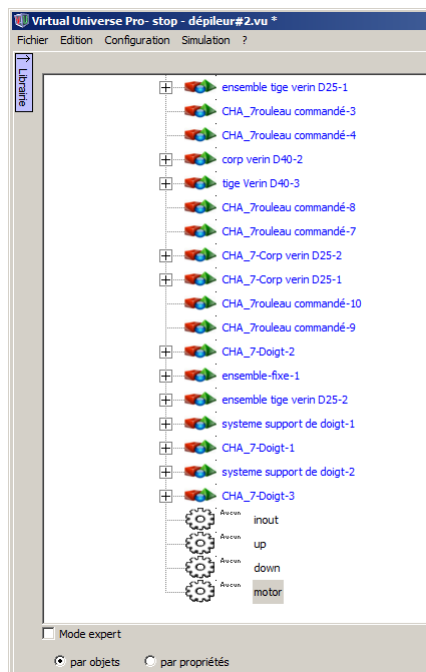 Virtual Universe Pro- stop - dépileur#2.vu *
Fichier Edition Configuration Simulation ?
Librairie
ensemble tige verin D25-1
CHA_7rouleau commandé-3
CHA_7rouleau commandé-4
corp verin D40-2
tige Verin D40-3
CHA_7rouleau commandé-8
CHA_7rouleau commandé-7
CHA_7-Corp verin D25-2
CHA_7-Corp verin D25-1
CHA_7rouleau commandé-10
CHA_7rouleau commandé-9
CHA_7-Doigt-2
ensemble-fixe-1
ensemble tige verin D25-2
systeme support de doigt-1
CHA_7-Doigt-1
systeme support de doigt-2
CHA_7-Doigt-3
Aucun inout
Aucun up
Aucun down
Aucun motor
Mode expert
par objets par propriétés